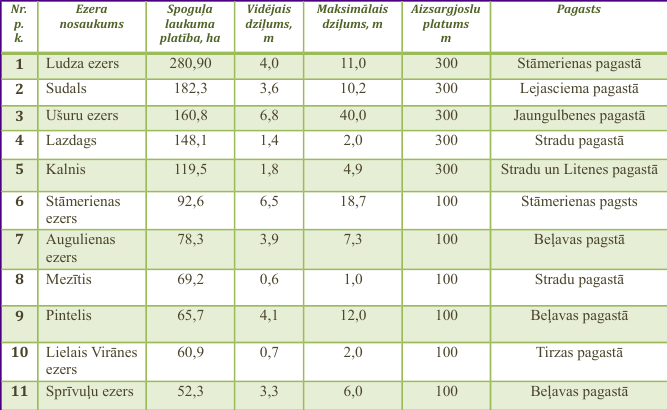 Nr. p. k. Ezera nosaukums Spoguļa laukuma platība, ha Vidējais dziļums, m Maksimālais dziļums, m Aizsargjoslu platums m Pagasts
1 Ludza ezers 280,90 4,0 11,0 300 Stāmerienas pagastā
2 Sudals 182,3 3,6 10,2 300 Lejasciema pagastā
3 Ušuru ezers 160,8 6,8 40,0 300 Jaungulbenes pagastā
4 Lazdags 148,1 1,4 2,0 300 Stradu pagastā
5 Kalnis 119,5 1,8 4,9 300 Stradu un Litenes pagastā
6 Stāmerienas ezers 92,6 6,5 18,7 100 Stāmerienas pagsts
7 Augulienas ezers 78,3 3,9 7,3 100 Beļavas pagstā
8 Mezītis 69,2 0,6 1,0 100 Stradu pagastā
9 Pintelis 65,7 4,1 12,0 100 Beļavas pagastā
10 Lielais Virānes ezers 60,9 0,7 2,0 100 Tirzas pagastā
11 Sprīvuļu ezers 52,3 3,3 6,0 100 Beļavas pagastā